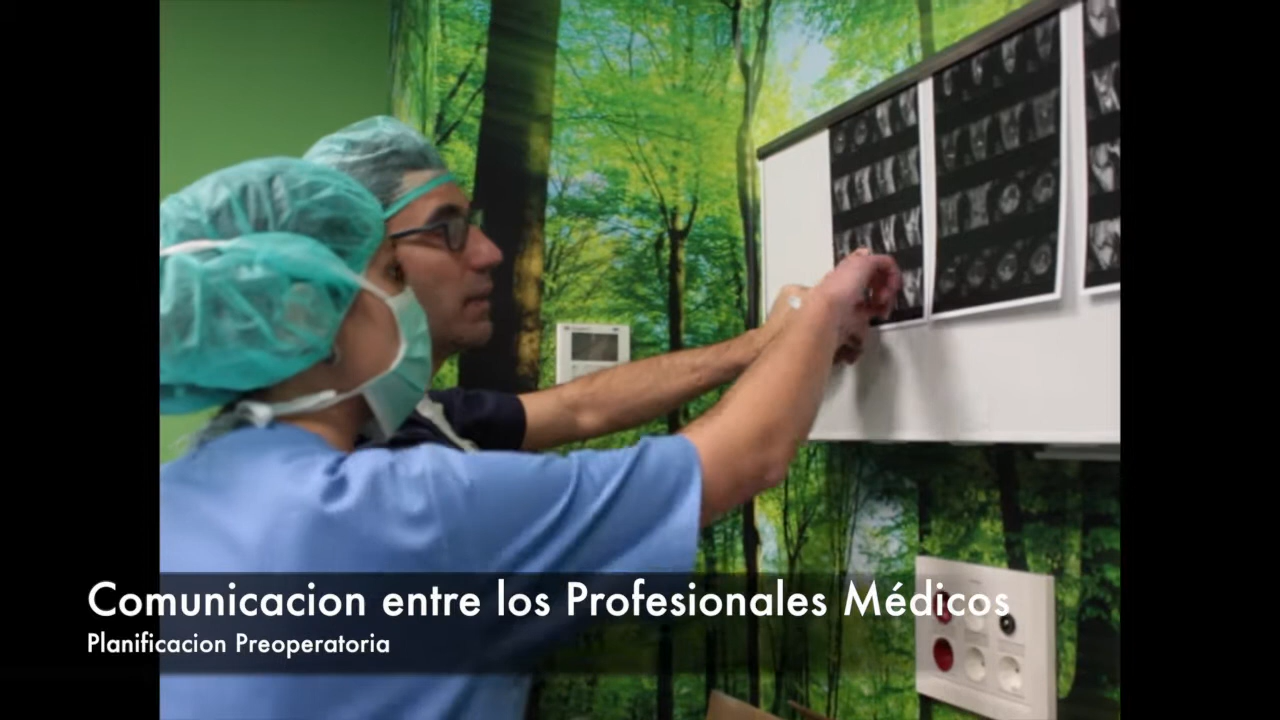 Comunicacion entre los Profesionales Médicos
Planificacion Preoperatoria